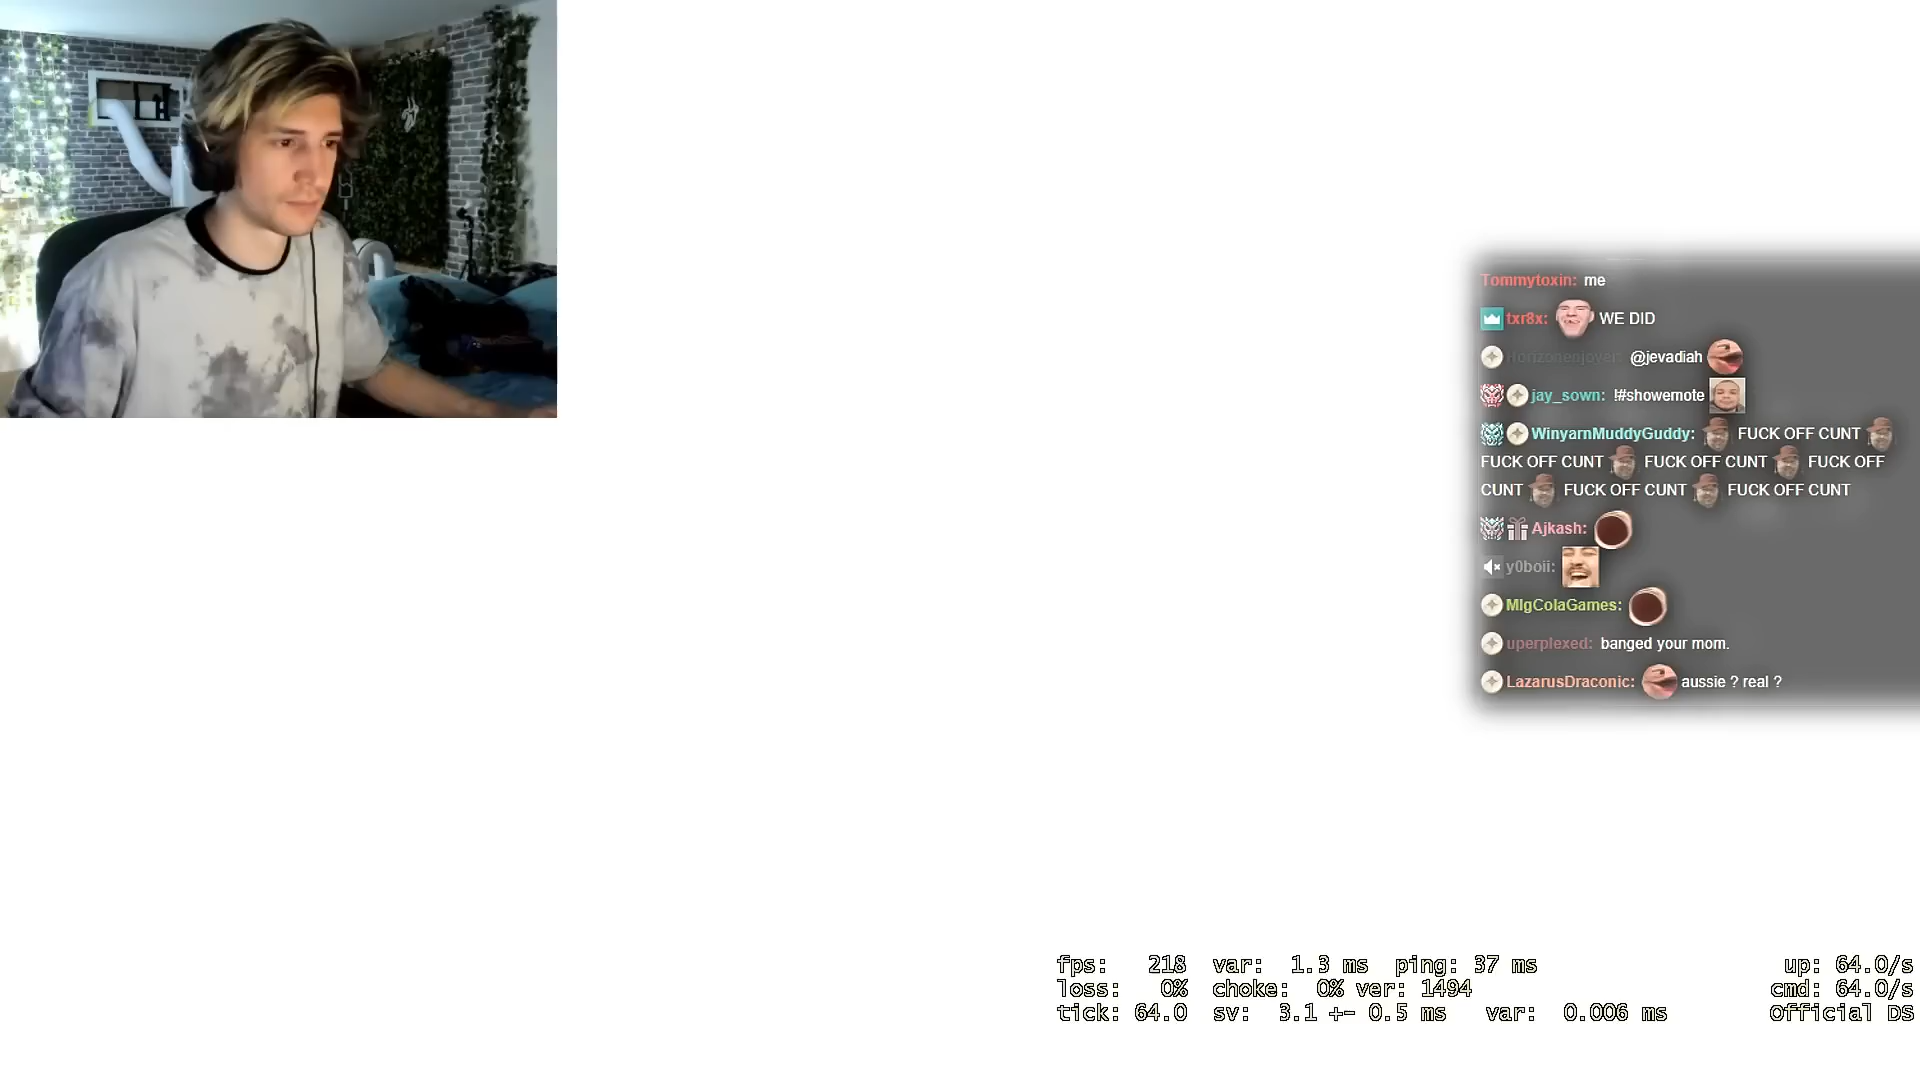 Tommytoxin: me
txr8x: WE DID
Horizonenjoyer: @jevadiah
jay_sown: !#showemote
WinyarnMuddyGuddy: FUCK OFF CUNT
FUCK OFF CUNT FUCK OFF CUNT FUCK OFF
CUNT FUCK OFF CUNT FUCK OFF CUNT
Ajkash:
y0boii:
MlgColaGames:
uperplexed: banged your mom.
LazarusDraconic: aussie ? real ?
fps: 218 var: 1.3 ms ping: 37 ms up: 64.0/s
loss: 0% choke: 0% ver: 1494 cmd: 64.0/s
tick: 64.0 sv: 3.1 +- 0.5 ms var: 0.006 ms Official DS